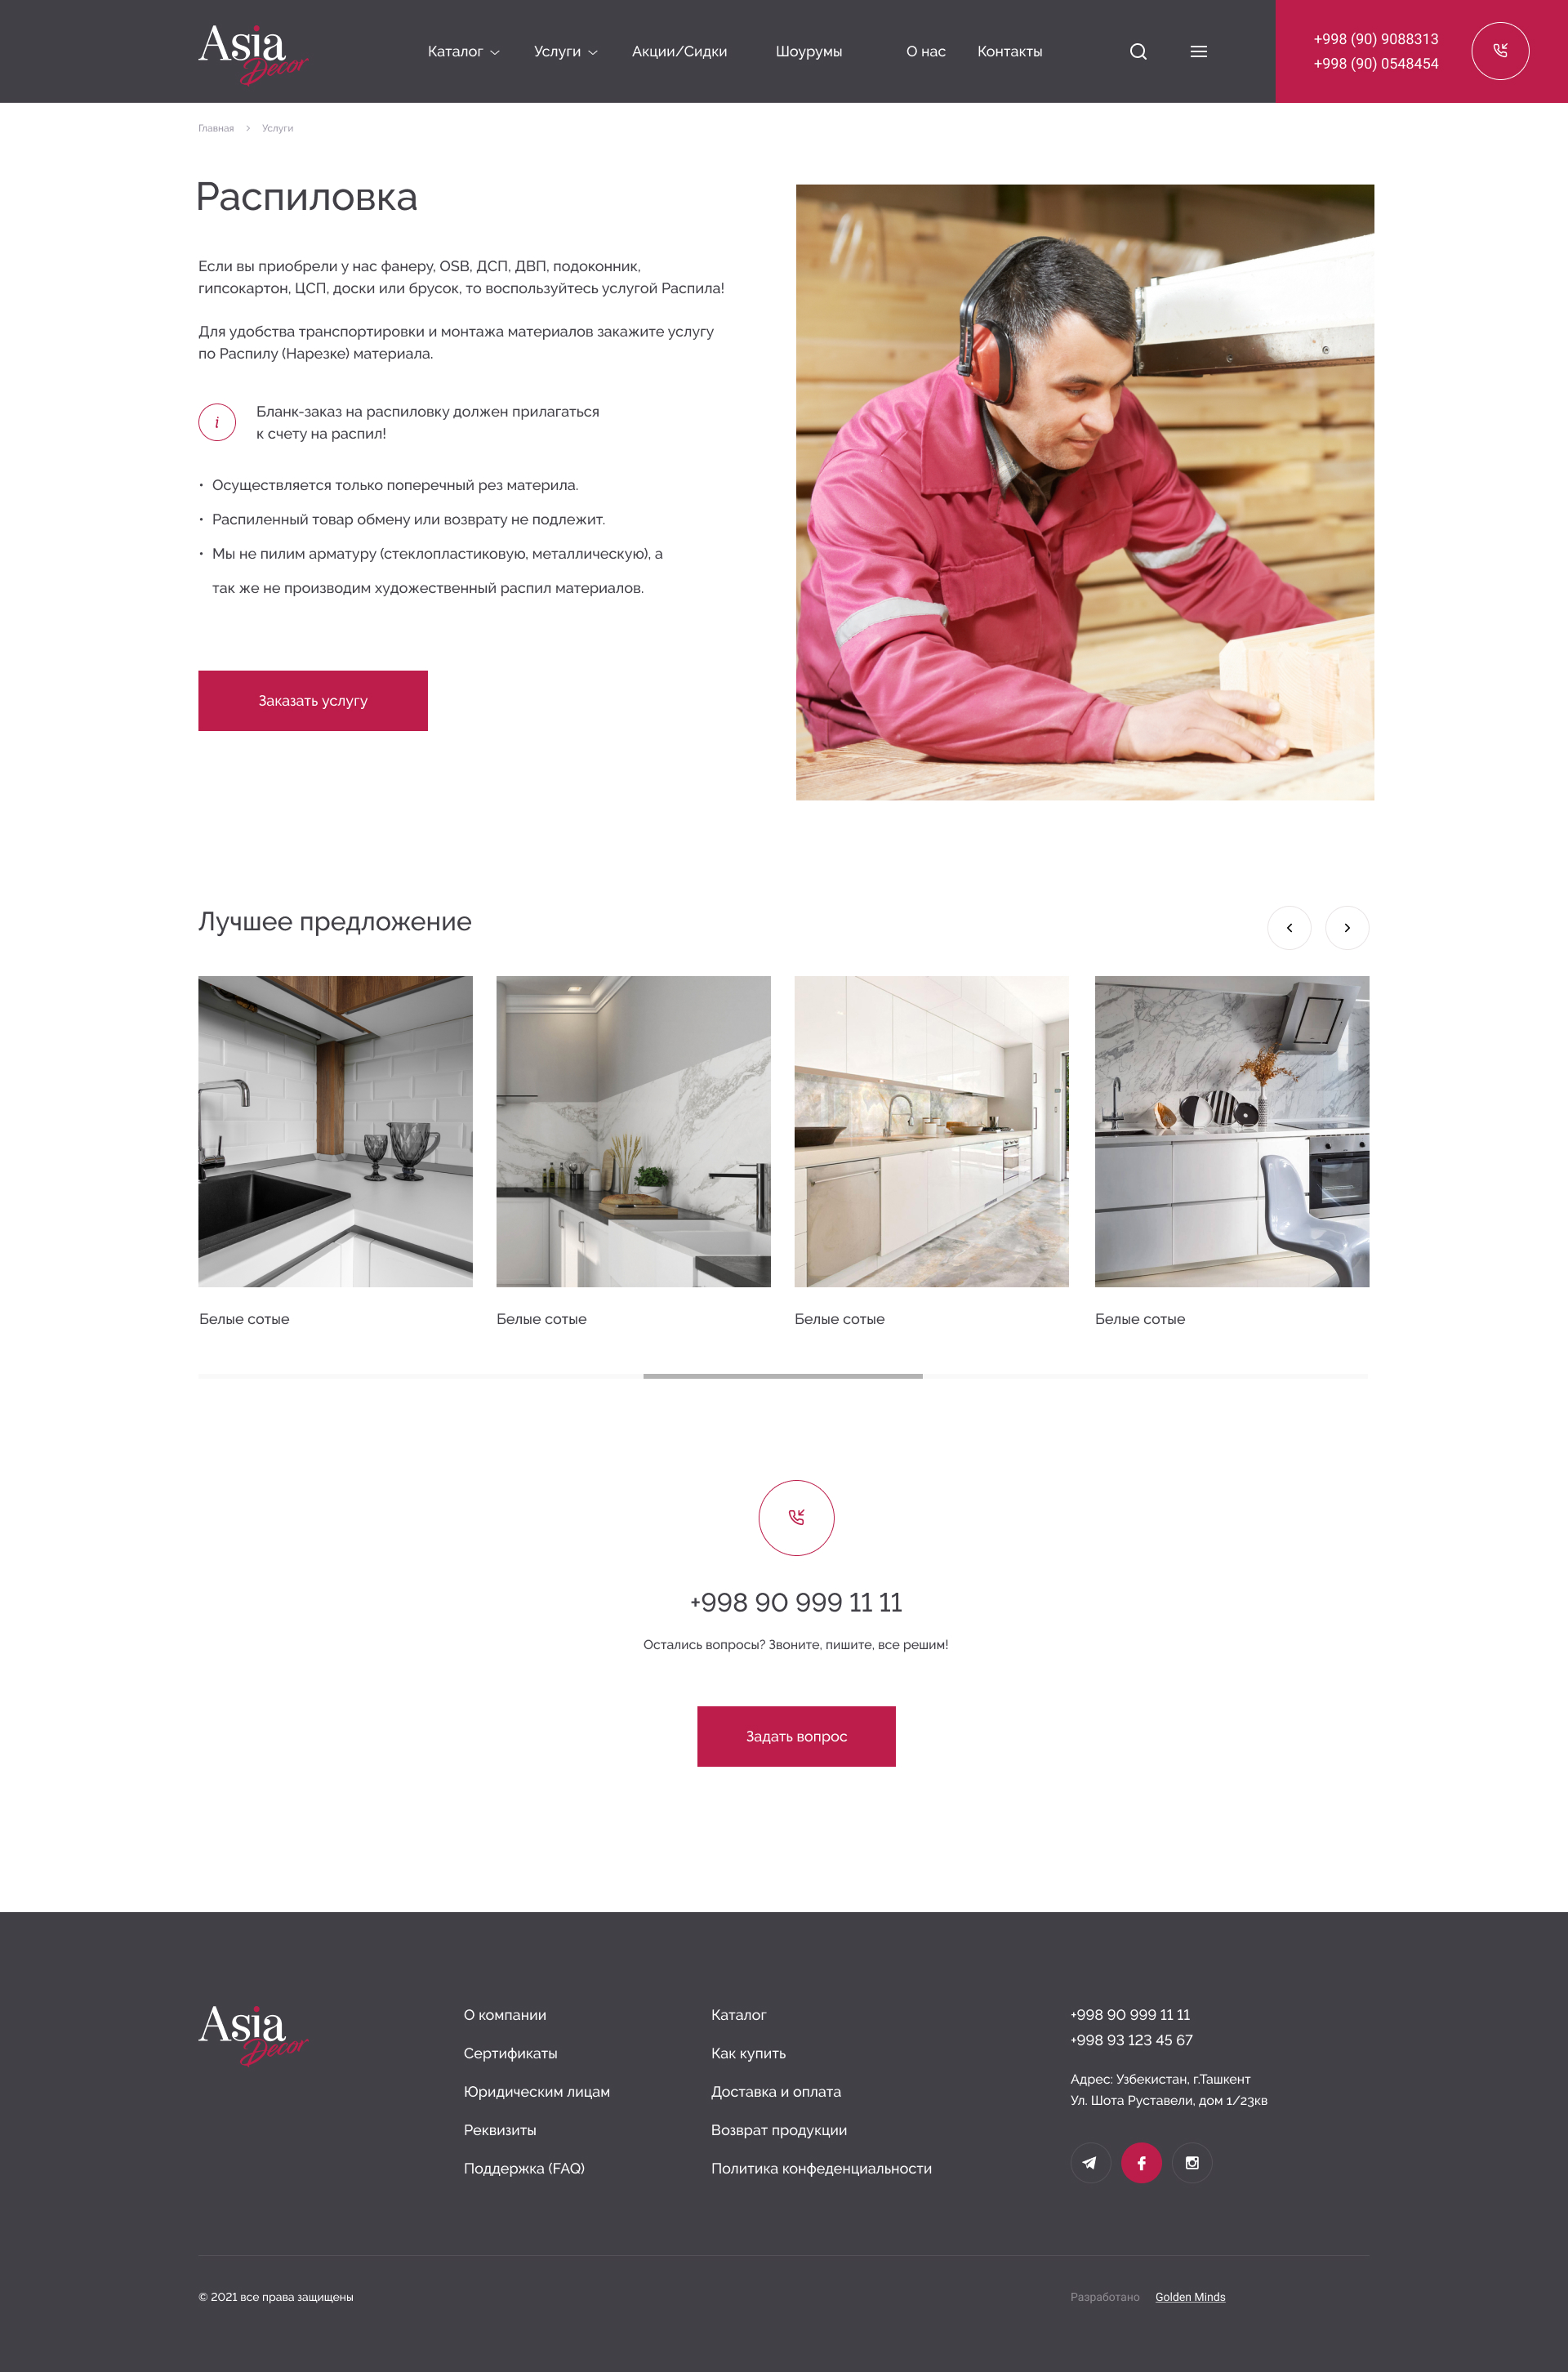 Asia
Decor
Каталог
Услуги
Акции/Сидки
Шоурумы
О нас
Контакты
+998 (90) 9088313
+998 (90) 0548454
Главная
Услуги
Распиловка
Если вы приобрели у нас фанеру, OSB, ДСП, ДВП, подоконник,
гипсокартон, ЦСП, доски или брусок, то воспользуйтесь услугой Распила!
Для удобства транспортировки и монтажа материалов закажите услугу
по Распилу (Нарезке) материала.
i
Бланк-заказ на распиловку должен прилагаться
к счету на распил!
• Осуществляется только поперечный рез материла.
• Распиленный товар обмену или возврату не подлежит.
• Мы не пилим арматуру (стеклопластиковую, металлическую), а
так же не производим художественный распил материалов.
Заказать услугу
Лучшее предложение
Белые сотые
Белые сотые
Белые сотые
Белые сотые
+998 90 999 11 11
Остались вопросы? Звоните, пишите, все решим!
Задать вопрос
Asia
Decor
О компании
Сертификаты
Юридическим лицам
Реквизиты
Поддержка (FAQ)
Каталог
Как купить
Доставка и оплата
Возврат продукции
Политика конфеденциальности
+998 90 999 11 11
+998 93 123 45 67
Адрес: Узбекистан, г.Ташкент
Ул. Шота Руставели, дом 1/23кв
© 2021 все права защищены
Разработано
Golden Minds